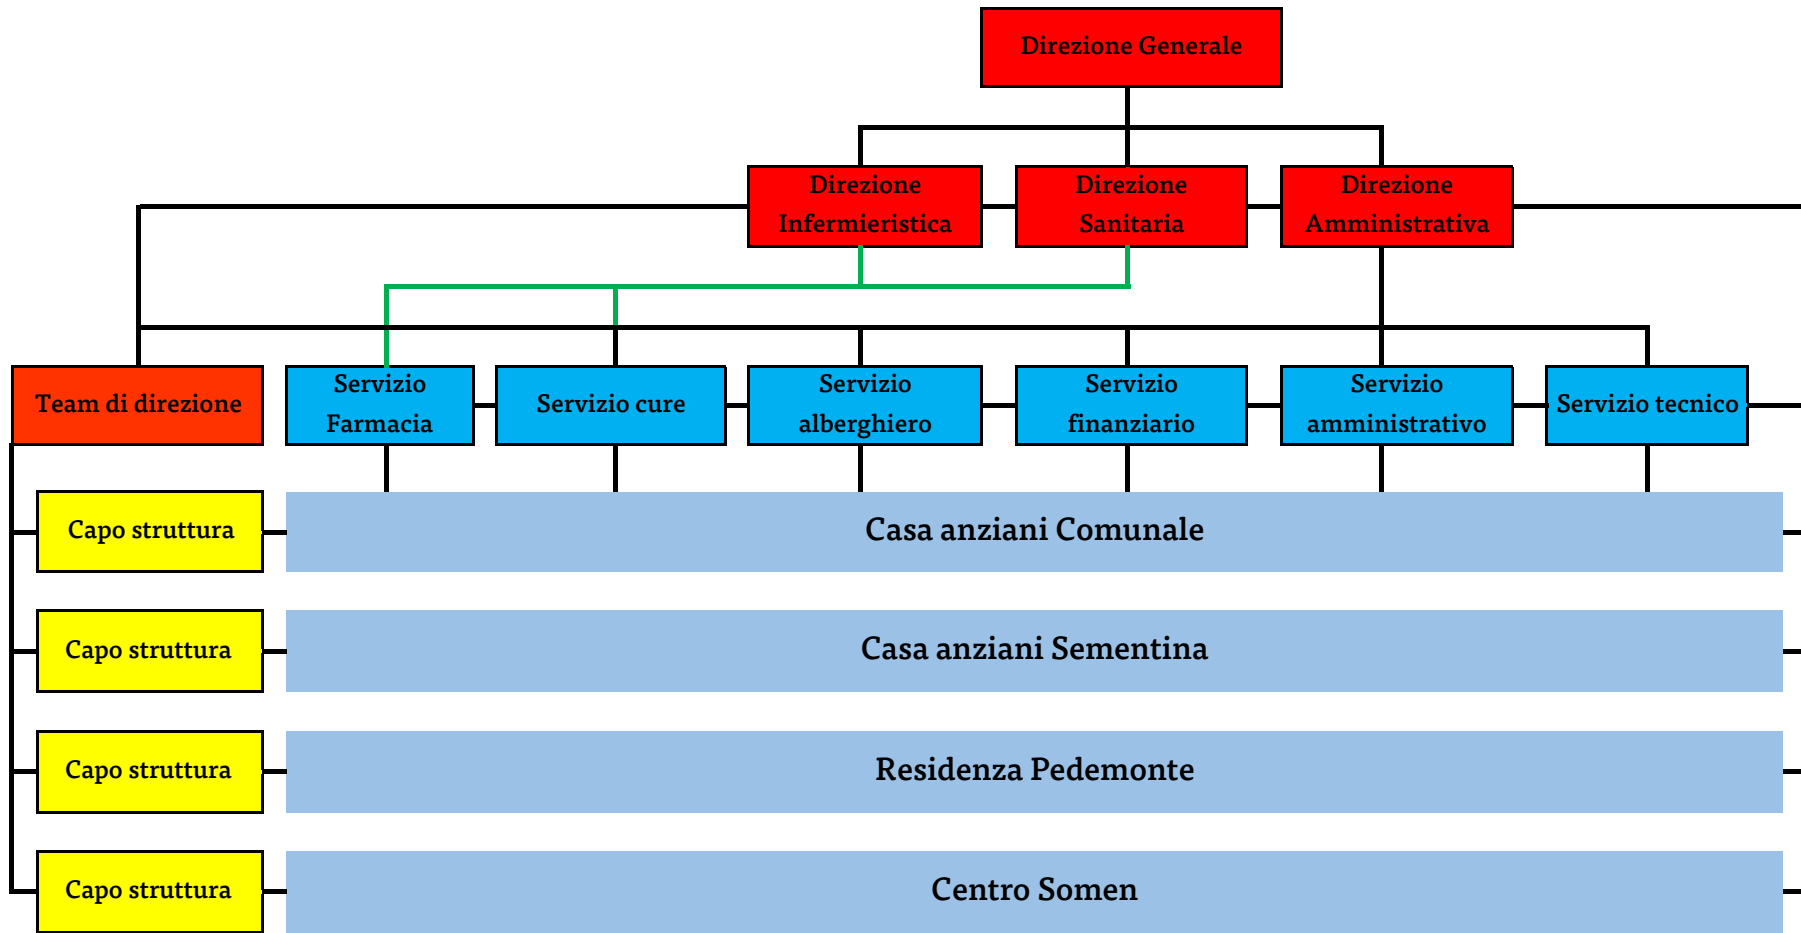 Direzione Generale
Direzione
Infermieristica
Direzione
Sanitaria
Direzione
Amministrativa
Team di direzione
Servizio
Farmacia
Servizio cure
Servizio
alberghiero
Servizio
finanziario
Servizio
amministrativo
Servizio tecnico
Capo struttura
Casa anziani Comunale
Capo struttura
Casa anziani Sementina
Capo struttura
Residenza Pedemonte
Capo struttura
Centro Somen